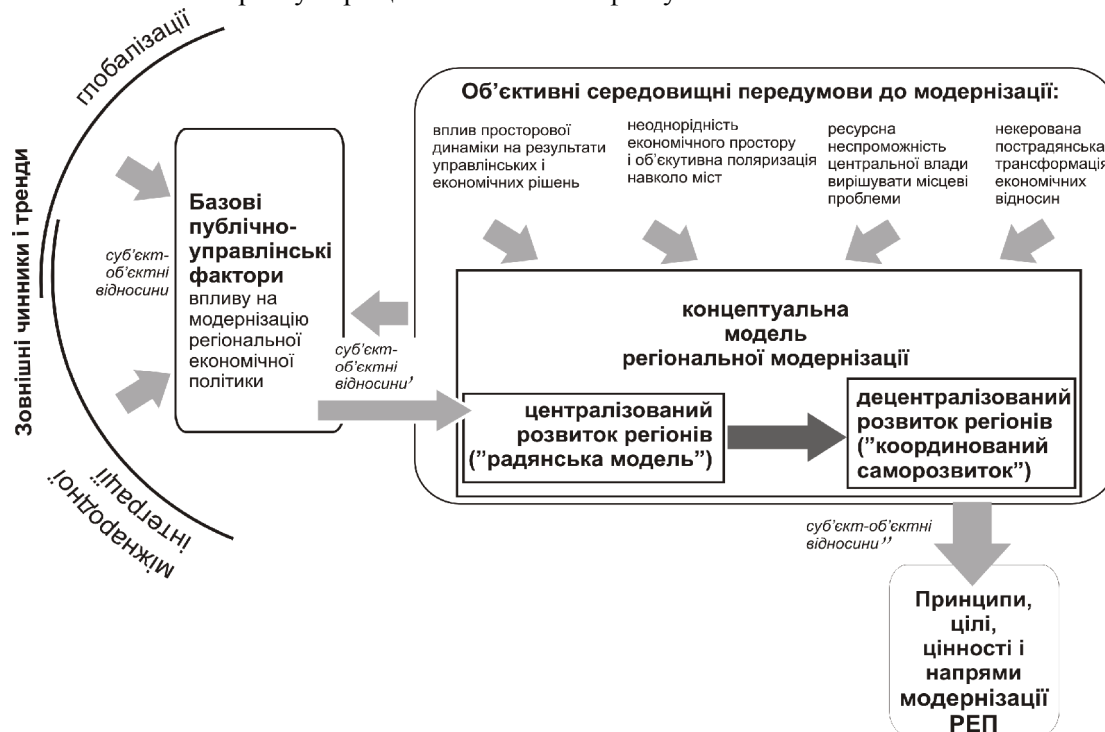 глобалізації
Зовнішні чинники і тренди
міжнародної
інтеграції
суб’єкт-
об’єктні
відносини
Базові
публічно-
управлінські
фактори
впливу на
модернізацію
регіональної
економічної
політики
суб’єкт-
об’єктні
відносини’
Об’єктивні середовищні передумови до модернізації:
вплив просторової
динаміки на результати
управлінських і
економічних рішень
неоднорідність
економічного простору
і об’єкутивна поляризація
навколо міст
ресурсна
неспроможність
центральної влади
вирішувати місцеві
проблеми
некерована
пострадянська
трансформація
економічних
відносин
концептуальна
модель
регіональної модернізації
централізований
розвиток регіонів
(”радянська модель”)
децентралізований
розвиток регіонів
(”координований
саморозвиток”)
суб’єкт-об’єктні
відносини’’
Принципи,
цілі,
цінності і
напрями
модернізації
РЕП